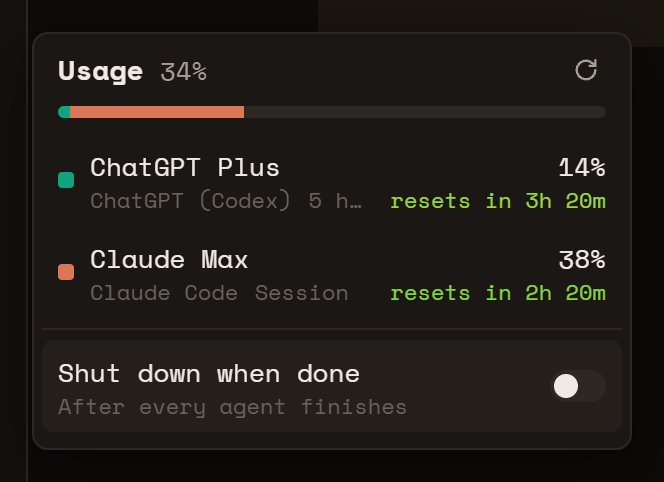 Usage 34%
ChatGPT Plus 14%
ChatGPT (Codex) 5 h… resets in 3h 20m
Claude Max 38%
Claude Code Session resets in 2h 20m
Shut down when done
After every agent finishes